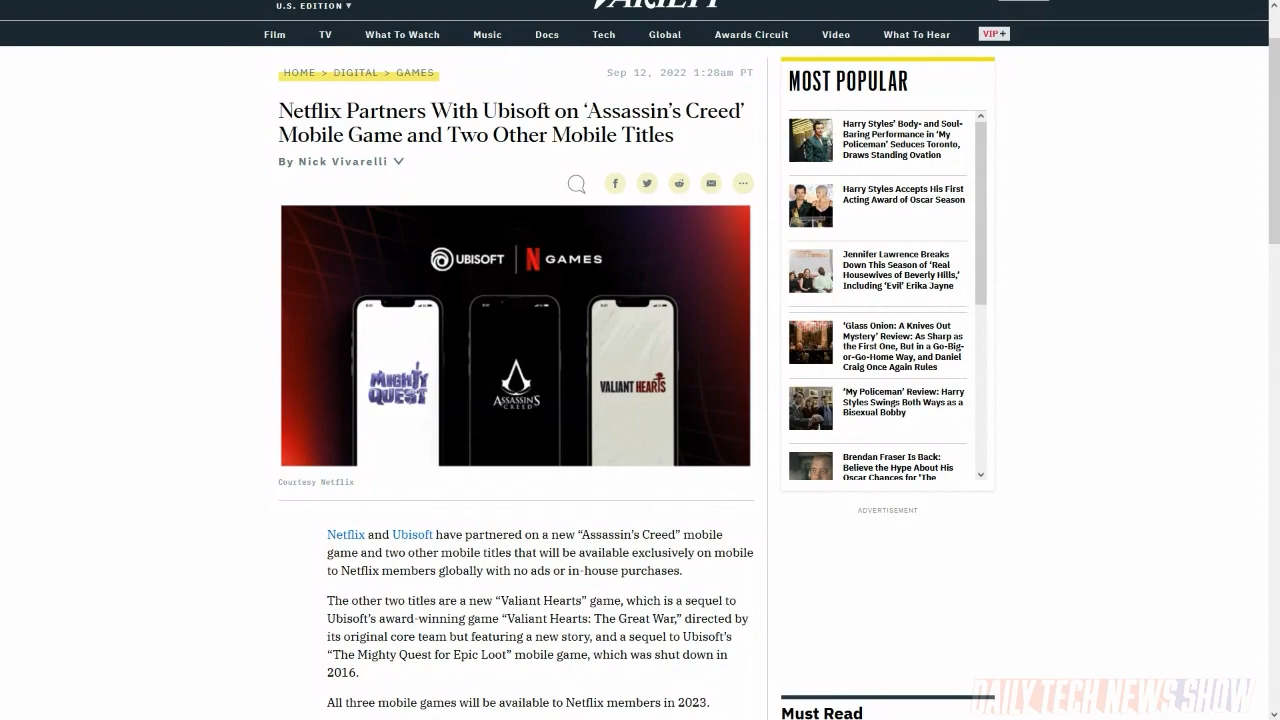 U.S. EDITION
VARIETY
Film TV What To Watch Music Docs Tech Global Awards Circuit Video What To Hear VIP+
HOME > DIGITAL > GAMES
Sep 12, 2022 1:28am PT
Netflix Partners With Ubisoft on ‘Assassin’s Creed’
Mobile Game and Two Other Mobile Titles
By Nick Vivarelli
UBISOFT | N GAMES
MIGHTY
QUEST
ASSASSIN'S
CREED
VALIANT HEARTS
Courtesy Netflix
Netflix and Ubisoft have partnered on a new “Assassin’s Creed” mobile
game and two other mobile titles that will be available exclusively on mobile
to Netflix members globally with no ads or in-house purchases.
The other two titles are a new “Valiant Hearts” game, which is a sequel to
Ubisoft’s award-winning game “Valiant Hearts: The Great War,” directed by
its original core team but featuring a new story, and a sequel to Ubisoft’s
“The Mighty Quest for Epic Loot” mobile game, which was shut down in
2016.
All three mobile games will be available to Netflix members in 2023.
MOST POPULAR
Harry Styles’ Body- and Soul-
Baring Performance in ‘My
Policeman’ Seduces Toronto,
Draws Standing Ovation
Harry Styles Accepts His First
Acting Award of Oscar Season
Jennifer Lawrence Breaks
Down This Season of ‘Real
Housewives of Beverly Hills,’
Including ‘Evil’ Erika Jayne
‘Glass Onion: A Knives Out
Mystery’ Review: As Sharp as
the First One, But in a Go-Big-
or-Go-Home Way, and Daniel
Craig Once Again Rules
‘My Policeman’ Review: Harry
Styles Swings Both Ways as a
Bisexual Bobby
Brendan Fraser Is Back:
Believe the Hype About His
Oscar Chances for ‘The
ADVERTISEMENT
Must Read
DAILY TECH NEWS SHOW